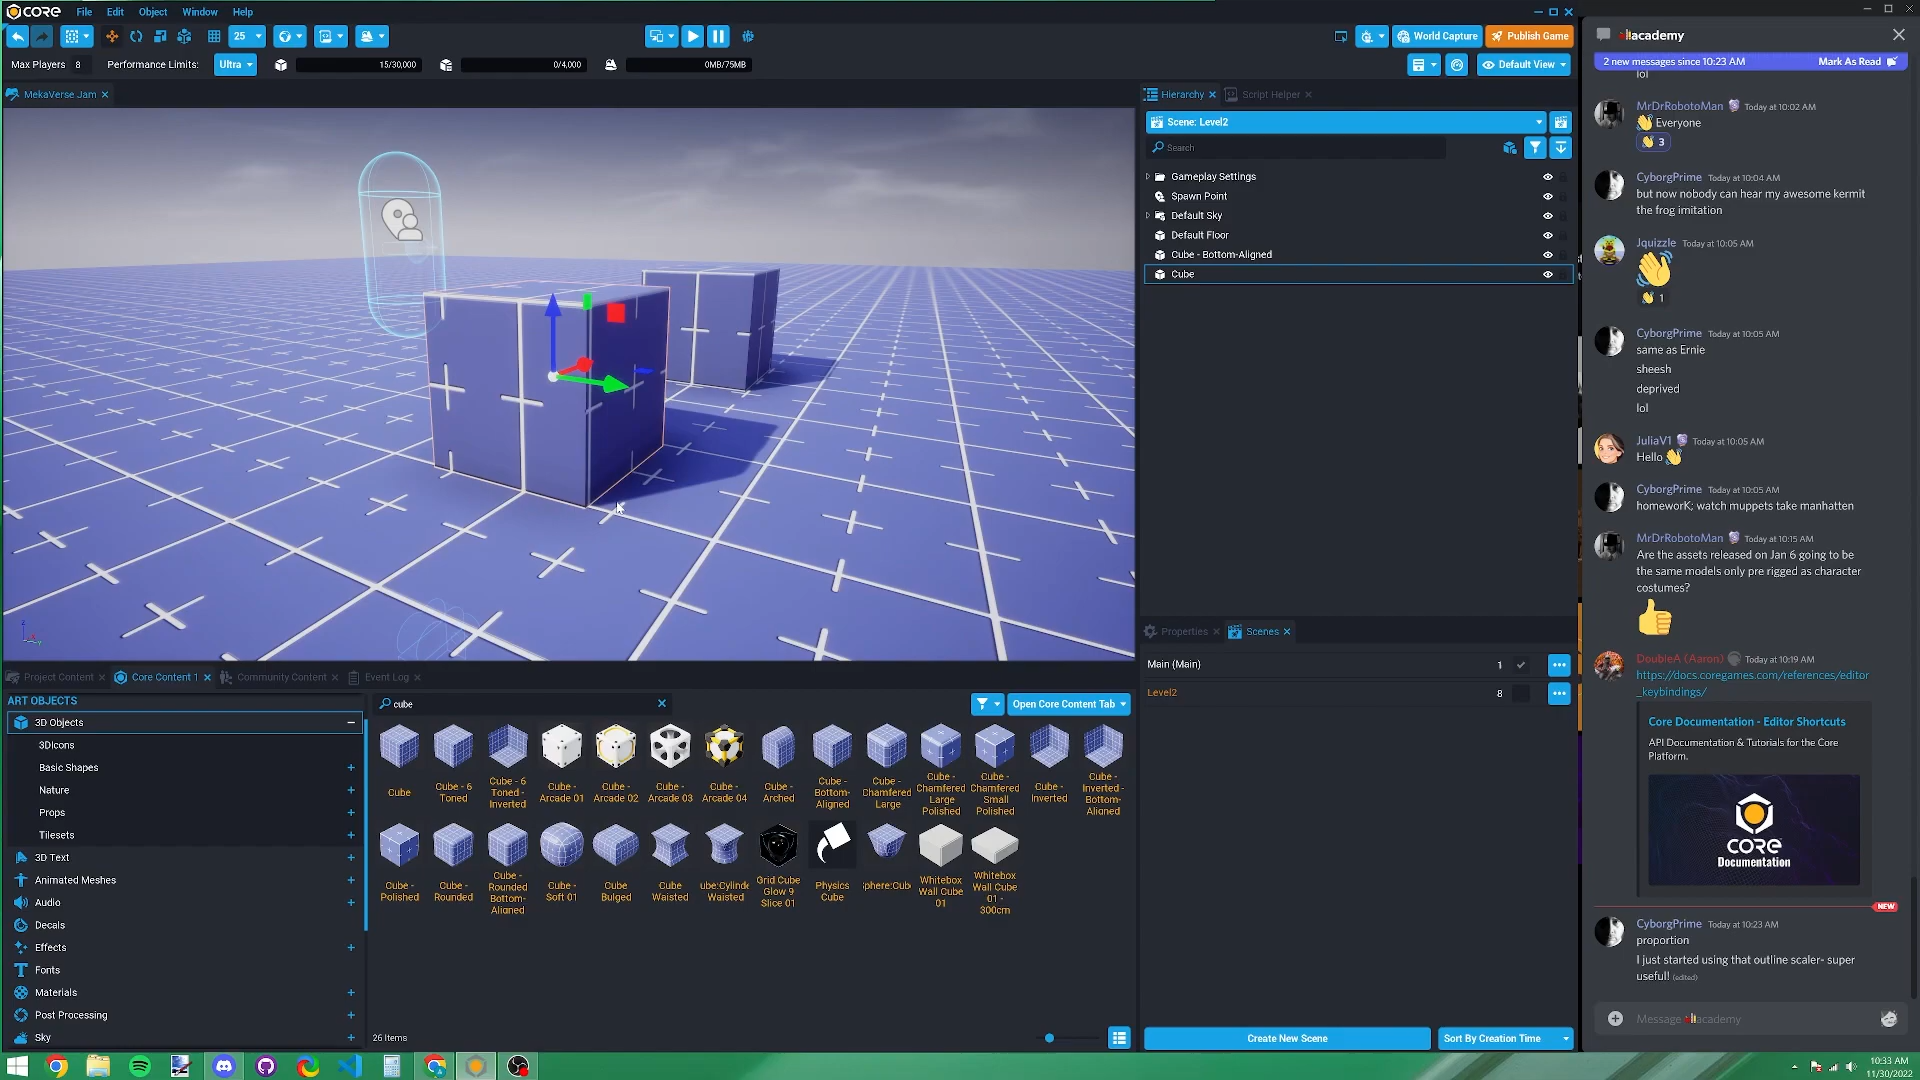 CORE File Edit Object Window Help
25
World Capture
Publish Game
Max Players 8 Performance Limits: Ultra 15/30,000 0/4,000 0MB/75MB
Default View
MekaVerse Jam
Hierarchy Script Helper
Scene: Level2
Search
Gameplay Settings
Spawn Point
Default Sky
Default Floor
Cube - Bottom-Aligned
Cube
Properties Scenes
Main (Main) 1
Level2 8
Create New Scene
Sort By Creation Time
Project Content Core Content 1 Community Content Event Log
ART OBJECTS
3D Objects
3DIcons
Basic Shapes
Nature
Props
Tilesets
3D Text
Animated Meshes
Audio
Decals
Effects
Fonts
Materials
Post Processing
Sky
cube
Open Core Content Tab
Cube
Cube - 6
Toned
Cube - 6
Toned -
Inverted
Cube -
Arcade 01
Cube -
Arcade 02
Cube -
Arcade 03
Cube -
Arcade 04
Cube -
Arched
Cube -
Bottom-
Aligned
Cube -
Chamfered
Large
Cube -
Chamfered
Large
Polished
Cube -
Chamfered
Small
Polished
Cube -
Inverted
Cube -
Inverted -
Bottom-
Aligned
Cube -
Polished
Cube -
Rounded
Cube -
Rounded
Bottom-
Aligned
Cube -
Soft 01
Cube
Bulged
Cube
Waisted
ube:Cylinde
Waisted
Grid Cube
Glow 9
Slice 01
Physics
Cube
Sphere:Cub
Whitebox
Wall Cube
01
Whitebox
Wall Cube
01 -
300cm
26 Items
academy
2 new messages since 10:23 AM Mark As Read
lol
MrDrRobotoMan Today at 10:02 AM
Everyone
3
CyborgPrime Today at 10:04 AM
but now nobody can hear my awesome kermit
the frog imitation
Jquizzle Today at 10:05 AM
1
CyborgPrime Today at 10:05 AM
same as Ernie
sheesh
deprived
lol
JuliaV1 Today at 10:05 AM
Hello
CyborgPrime Today at 10:05 AM
homeworK; watch muppets take manhatten
MrDrRobotoMan Today at 10:15 AM
Are the assets released on Jan 6 going to be
the same models only pre rigged as character
costumes?
DoubleA (Aaron) Today at 10:19 AM
https://docs.coregames.com/references/editor
_keybindings/
Core Documentation - Editor Shortcuts
API Documentation & Tutorials for the Core
Platform.
CORE
Documentation
NEW
CyborgPrime Today at 10:23 AM
proportion
I just started using that outline scaler- super
useful! (edited)
Message academy
10:33 AM
11/30/2022